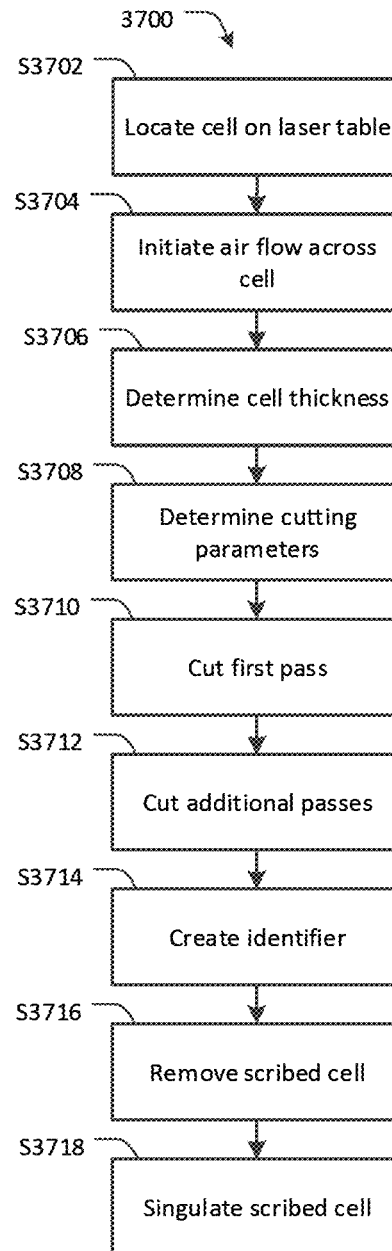 3700
S3702
Locate cell on laser table
S3704
Initiate air flow across
cell
S3706
Determine cell thickness
S3708
Determine cutting
parameters
S3710
Cut first pass
S3712
Cut additional passes
S3714
Create identifier
S3716
Remove scribed cell
S3718
Singulate scribed cell